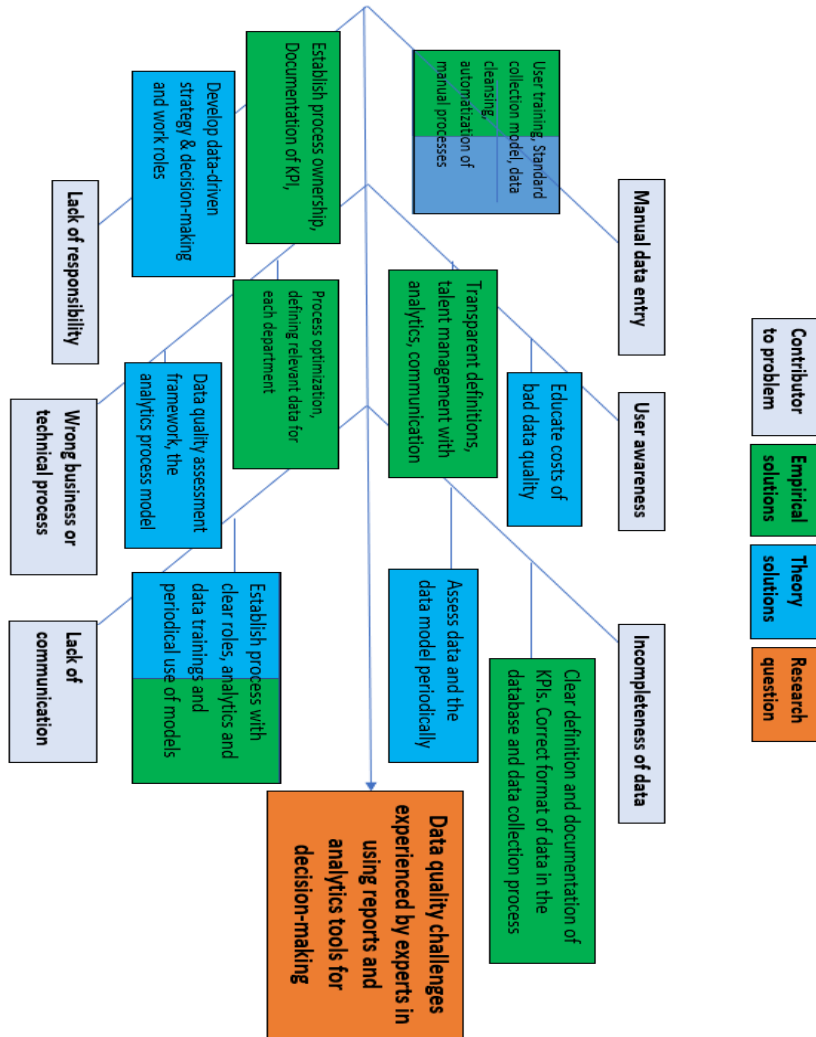 Contributor
to problem
Empirical
solutions
Theory
solutions
Research
question
Manual data entry
User awareness
Incompleteness of data
User training, Standard
collection model, data
cleansing,
automatization of
manual processes
Transparent definitions,
talent management with
analytics, communication
Educate costs of
bad data quality
Assess data and the
data model periodically
Clear definition and documentation of
KPIs. Correct format of data in the
database and data collection process
Data quality challenges
experienced by experts in
using reports and
analytics tools for
decision-making
Establish process ownership,
Documentation of KPI,
Develop data-driven
strategy & decision-making
and work roles
Process optimization,
defining relevant data for
each department
Data quality assessment
framework, the
analytics process model
Establish process with
clear roles, analytics and
data trainings and
periodical use of models
Lack of responsibility
Wrong business or
technical process
Lack of
communication